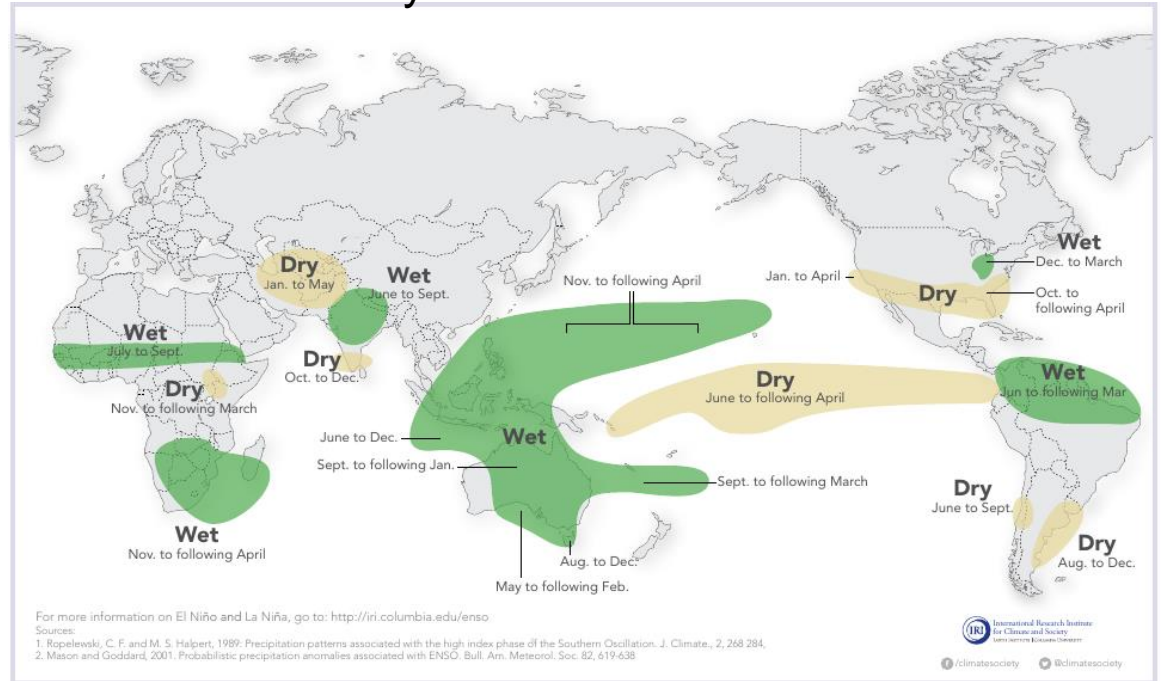 y
Wet
Dec. to March
Dry
Jan. to May
Wet
June to Sept.
Nov. to following April
Jan. to April
Dry
Oct. to
following April
Wet
July to Sept.
Dry
Oct. to Dec.
Dry
Nov. to following March
Dry
June to following April
Wet
Jun to following Mar
June to Dec.
Wet
Sept. to following Jan.
Sept. to following March
Dry
June to Sept.
Wet
Nov. to following April
Dry
Aug. to Dec.
Aug. to Dec.
May to following Feb.
For more information on El Niño and La Niña, go to: http://iri.columbia.edu/enso
Sources:
1. Ropelewski, C. F. and M. S. Halpert, 1989: Precipitation patterns associated with the high index phase of the Southern Oscillation. J. Climate., 2, 268 284,
2. Mason and Goddard, 2001. Probabilistic precipitation anomalies associated with ENSO. Bull. Am. Meteorol. Soc. 82, 619-638
IRI
International Research Institute
for Climate and Society
/climatesociety
@climatesociety